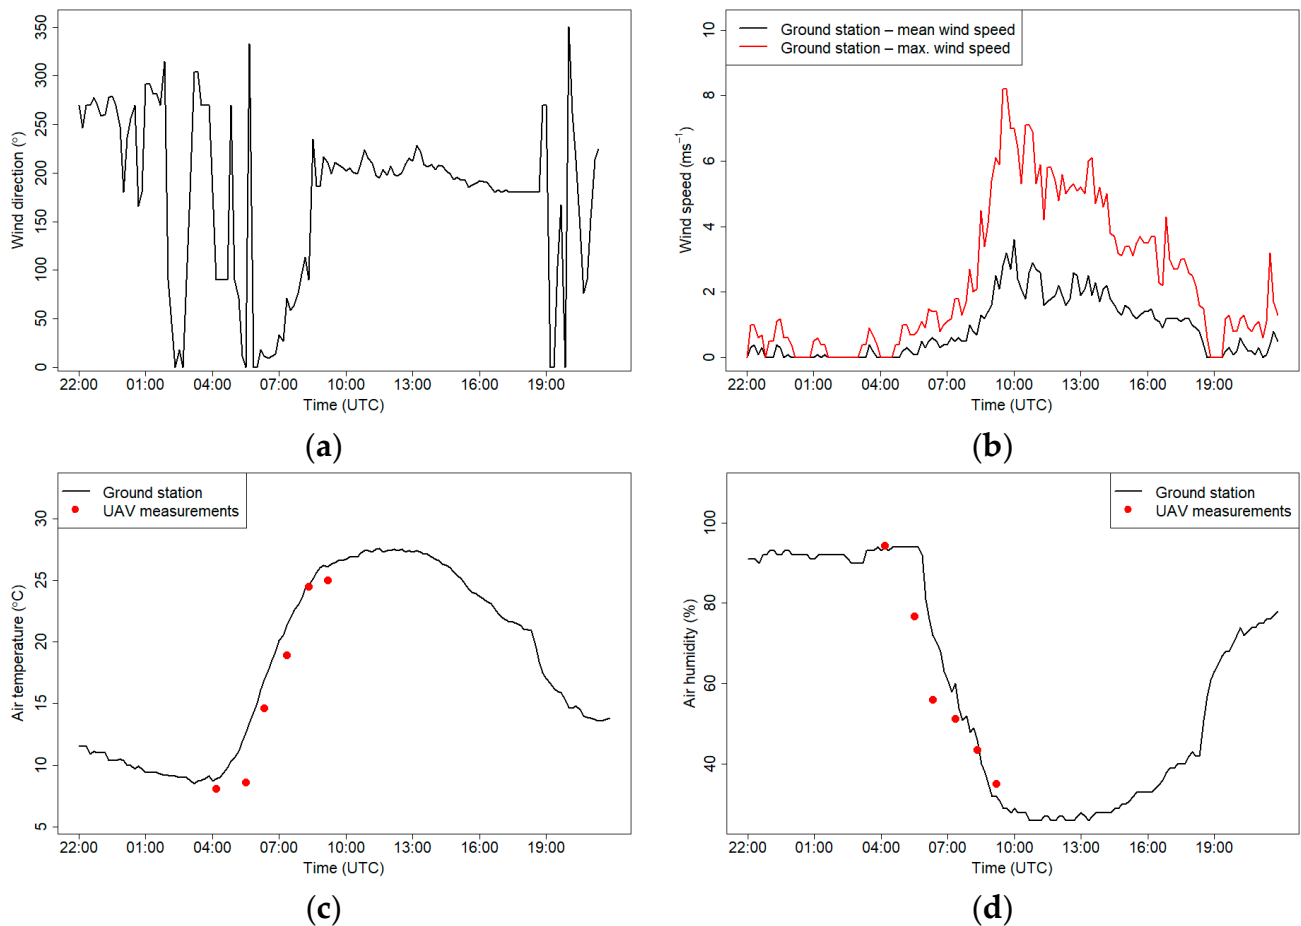 Wind direction (°)
0
50
100
150
200
250
300
350
22:00 01:00 04:00 07:00 10:00 13:00 16:00 19:00
Time (UTC)
(a)
Ground station – mean wind speed
Ground station – max. wind speed
Wind speed (ms⁻¹)
0
2
4
6
8
10
22:00 01:00 04:00 07:00 10:00 13:00 16:00 19:00
Time (UTC)
(b)
Ground station
UAV measurements
Air temperature (°C)
5
10
15
20
25
30
22:00 01:00 04:00 07:00 10:00 13:00 16:00 19:00
Time (UTC)
(c)
Ground station
UAV measurements
Air humidity (%)
40
60
80
100
22:00 01:00 04:00 07:00 10:00 13:00 16:00 19:00
Time (UTC)
(d)